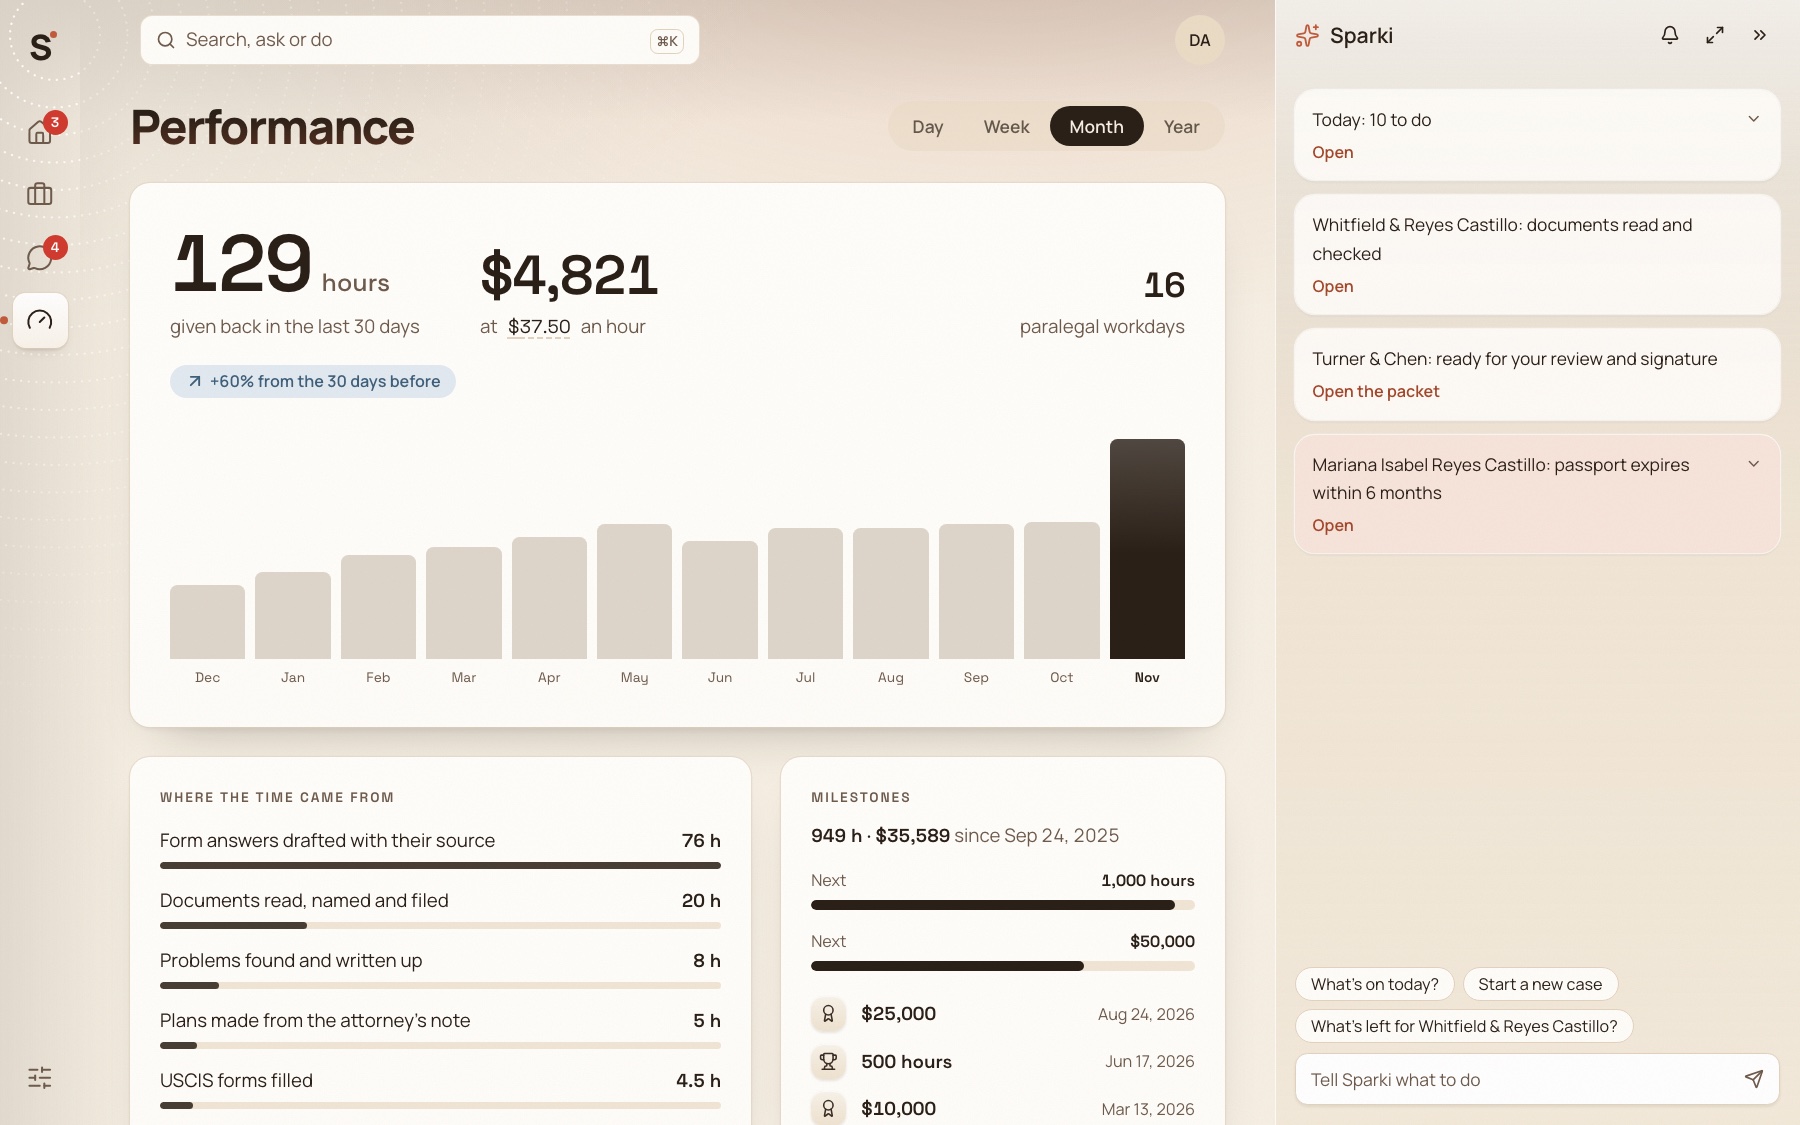 s
Search, ask or do
⌘K
DA
3
4
Performance
Day Week Month Year
129 hours
given back in the last 30 days
$4,821
at $37.50 an hour
16
paralegal workdays
+60% from the 30 days before
Dec Jan Feb Mar Apr May Jun Jul Aug Sep Oct Nov
WHERE THE TIME CAME FROM
Form answers drafted with their source 76 h
Documents read, named and filed 20 h
Problems found and written up 8 h
Plans made from the attorney's note 5 h
USCIS forms filled 4.5 h
MILESTONES
949 h · $35,589 since Sep 24, 2025
Next 1,000 hours
Next $50,000
$25,000 Aug 24, 2026
500 hours Jun 17, 2026
$10,000 Mar 13, 2026
Sparki
Today: 10 to do
Open
Whitfield & Reyes Castillo: documents read and
checked
Open
Turner & Chen: ready for your review and signature
Open the packet
Mariana Isabel Reyes Castillo: passport expires
within 6 months
Open
What's on today?
Start a new case
What's left for Whitfield & Reyes Castillo?
Tell Sparki what to do